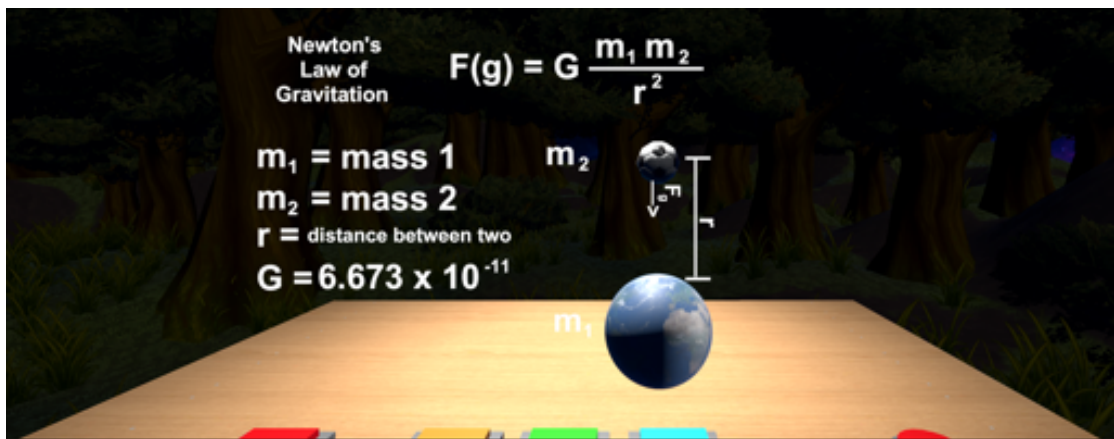 Newton's
Law of
Gravitation
F(g) = G m₁ m₂ / r²
m₁ = mass 1
m₂ = mass 2
r = distance between two
G = 6.673 x 10⁻¹¹
m₂
Fg
r
m₁